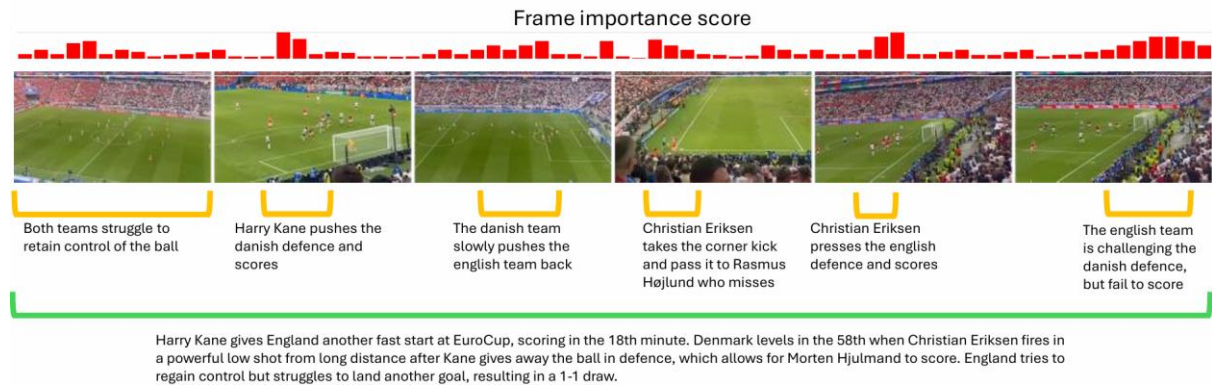 Frame importance score
Both teams struggle to
retain control of the ball
Harry Kane pushes the
danish defence and
scores
The danish team
slowly pushes the
english team back
Christian Eriksen
takes the corner kick
and pass it to Rasmus
Højlund who misses
Christian Eriksen
presses the english
defence and scores
The english team
is challenging the
danish defence,
but fail to score
Harry Kane gives England another fast start at EuroCup, scoring in the 18th minute. Denmark levels in the 58th when Christian Eriksen fires in
a powerful low shot from long distance after Kane gives away the ball in defence, which allows for Morten Hjulmand to score. England tries to
regain control but struggles to land another goal, resulting in a 1-1 draw.